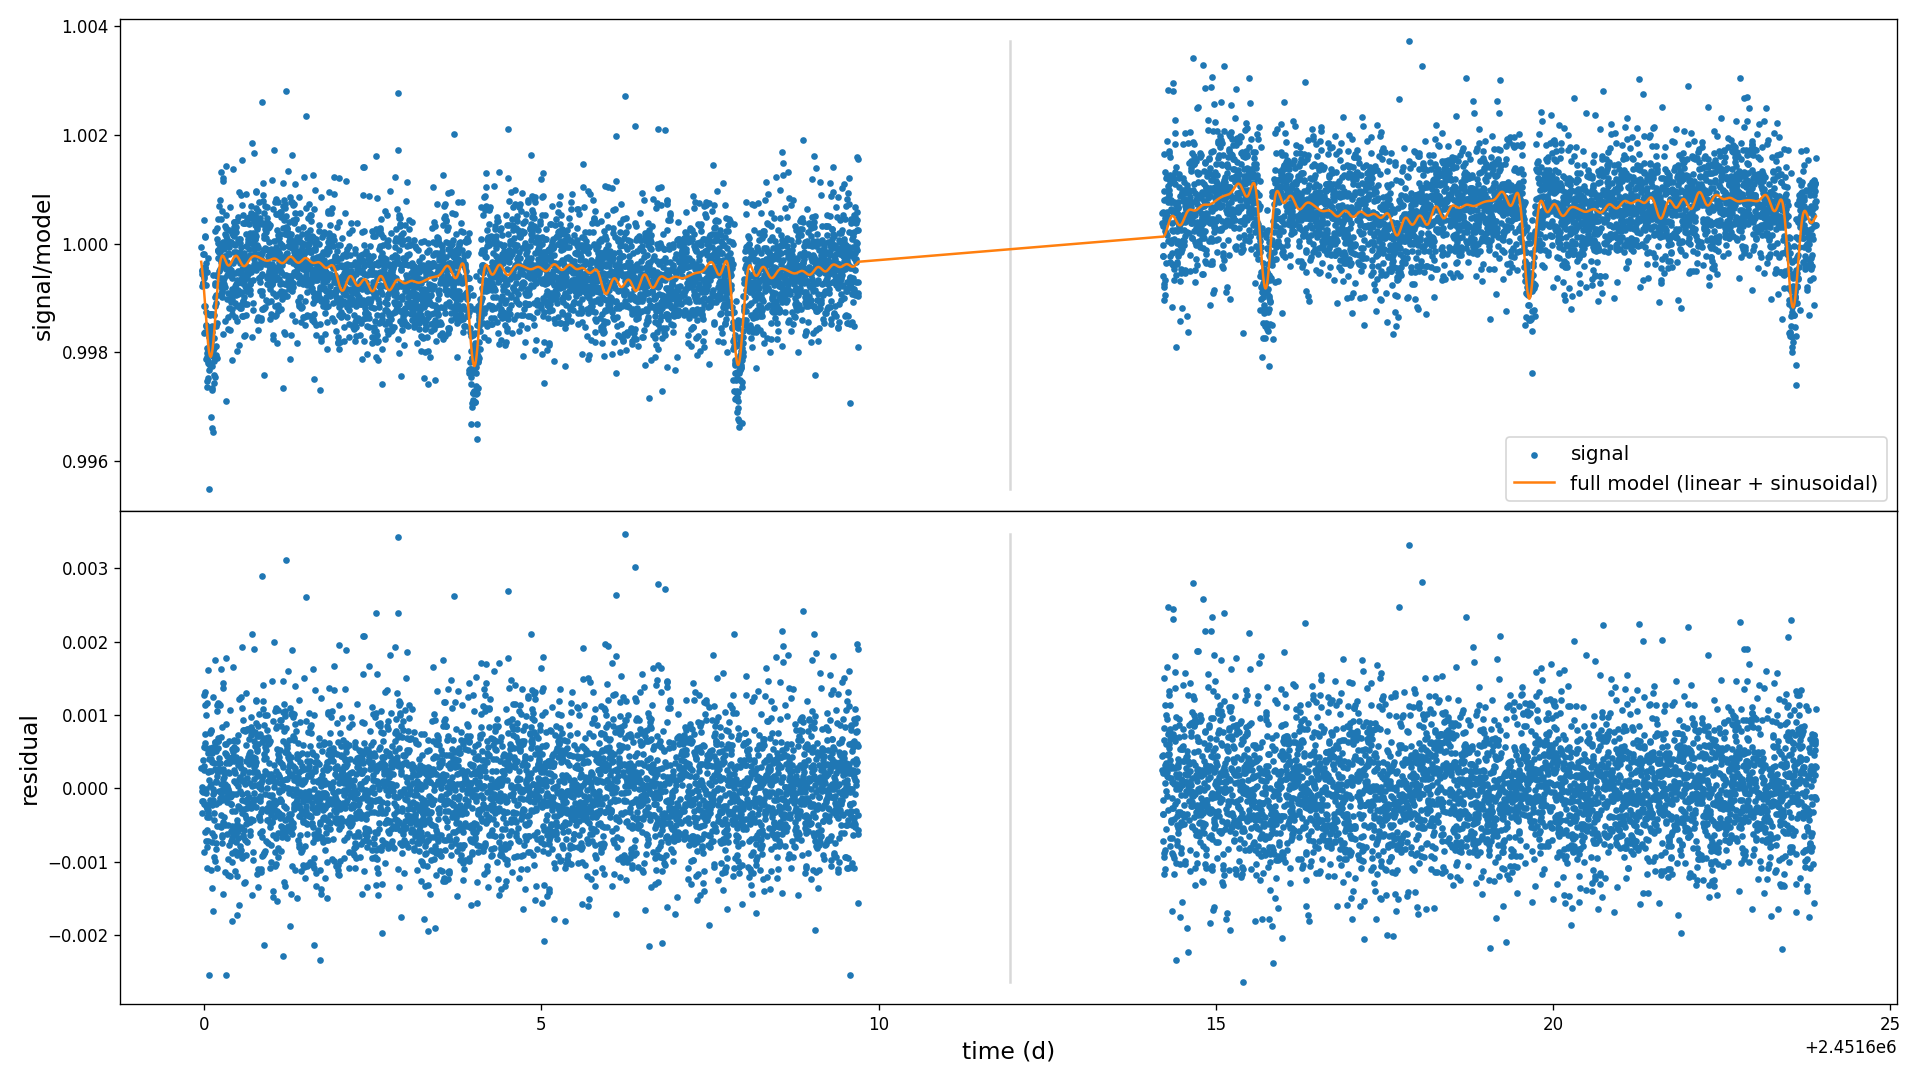 1.004
1.002
1.000
0.998
0.996
signal/model
signal
full model (linear + sinusoidal)
0.003
0.002
0.001
0.000
−0.001
−0.002
residual
0
5
10
15
20
25
time (d)
+2.4516e6